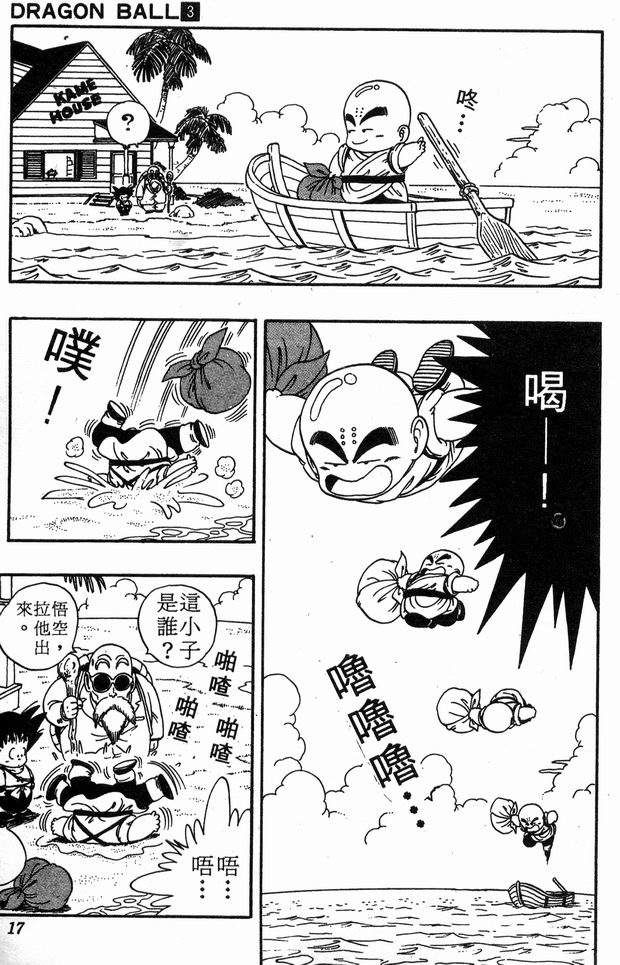 DRAGON BALL 3
KAME
HOUSE
?
咚…
喝—！
嚕嚕嚕…
噗！
這小子
是誰？
悟空，
拉他出
來。
啪喳
啪喳
啪喳
唔…
唔…
17